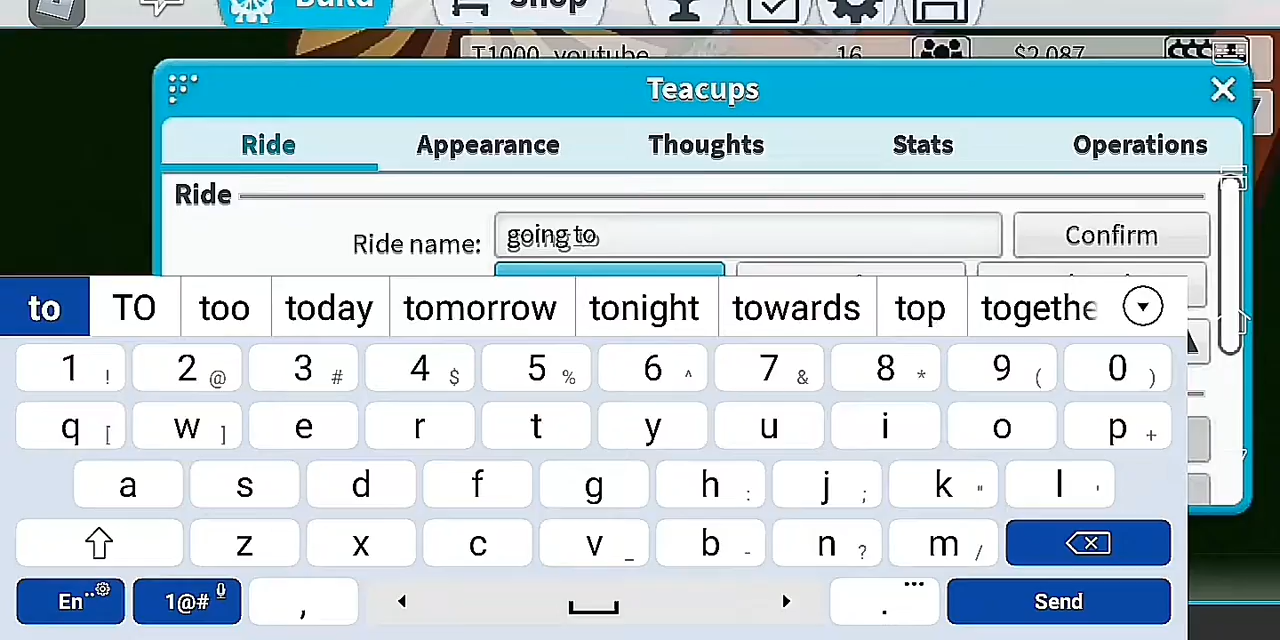 Build Shop
T1000_youtube 16 $2,087
Teacups
Ride Appearance Thoughts Stats Operations
Ride
Ride name: going to Confirm
to TO too today tomorrow tonight towards top togethe
1 ! 2 @ 3 # 4 $ 5 % 6 ^ 7 & 8 * 9 ( 0 )
q [ w ] e r t y u i o p +
a s d f g h : j ; k " l '
z x c v _ b - n ? m /
En 1@# , . Send